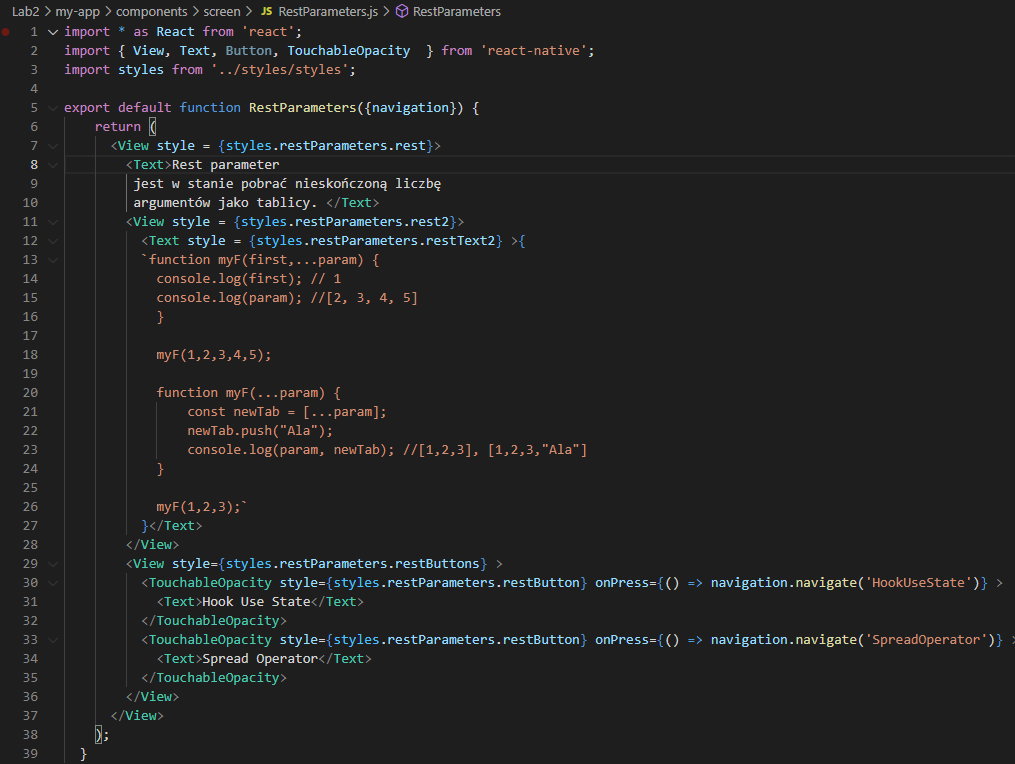 Lab2 > my-app > components > screen > JS RestParameters.js > RestParameters
1 import * as React from 'react';
2 import { View, Text, Button, TouchableOpacity  } from 'react-native';
3 import styles from '../styles/styles';
4
5 export default function RestParameters({navigation}) {
6     return (
7       <View style = {styles.restParameters.rest}>
8         <Text>Rest parameter
9          jest w stanie pobrać nieskończoną liczbę
10          argumentów jako tablicy. </Text>
11         <View style = {styles.restParameters.rest2}>
12           <Text style = {styles.restParameters.restText2} >{
13           `function myF(first,...param) {
14             console.log(first); // 1
15             console.log(param); //[2, 3, 4, 5]
16             }
17
18             myF(1,2,3,4,5);
19
20             function myF(...param) {
21                 const newTab = [...param];
22                 newTab.push("Ala");
23                 console.log(param, newTab); //[1,2,3], [1,2,3,"Ala"]
24             }
25
26             myF(1,2,3);`
27           }</Text>
28         </View>
29         <View style={styles.restParameters.restButtons} >
30           <TouchableOpacity style={styles.restParameters.restButton} onPress={() => navigation.navigate('HookUseState')} >
31             <Text>Hook Use State</Text>
32           </TouchableOpacity>
33           <TouchableOpacity style={styles.restParameters.restButton} onPress={() => navigation.navigate('SpreadOperator')} >
34             <Text>Spread Operator</Text>
35           </TouchableOpacity>
36         </View>
37       </View>
38     );
39   }